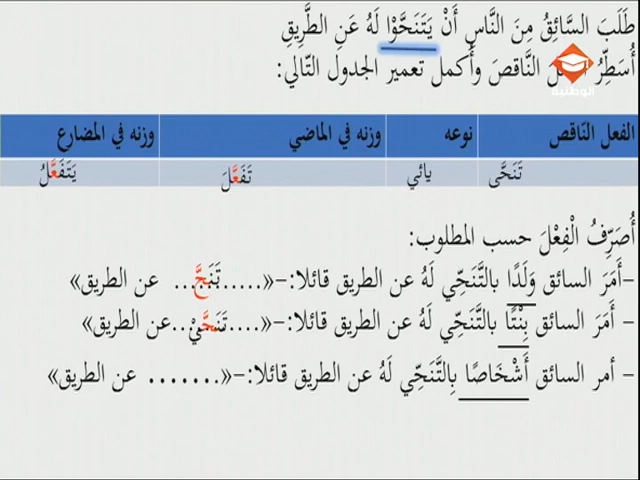 طَلَبَ السَّائِقُ مِنَ النَّاسِ أَنْ يَتَنَحَّوْا لَهُ عَنِ الطَّرِيقِ
أُسَطِّرُ النَّاقصَ وأُكمل تعمير الجدول التّالي:
الوطنية
الفعل النّاقص نوعه وزنه في الماضي وزنه في المضارع
تَنَحَّى يائي تَفَعَّلَ يَتَفَعَّلُ
أُصَرِّفُ الْفِعْلَ حسب المطلوب:
-أَمَرَ السائق وَلَدًا بالتَّنَحِّي لَهُ عن الطريق قائلا:-«.....تَنَحَّ.... عن الطريق»
- أَمَرَ السائق بِنْتًا بالتَّنَحِّي لَهُ عن الطريق قائلا:-«....تَنَحَّيْ..عن الطريق»
- أمر السائق أَشْخَاصًا بِالتَّنَحِّي لَهُ عن الطريق قائلا:-«....... عن الطريق»